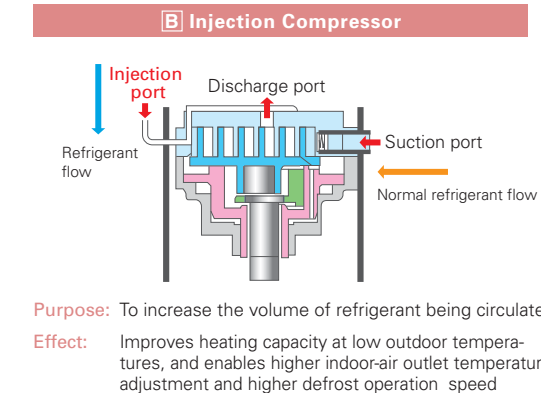 B Injection Compressor
Injection
port
Discharge port
Suction port
Refrigerant
flow
Normal refrigerant flow
Purpose: To increase the volume of refrigerant being circulate
Effect: Improves heating capacity at low outdoor tempera-
tures, and enables higher indoor-air outlet temperatur
adjustment and higher defrost operation speed